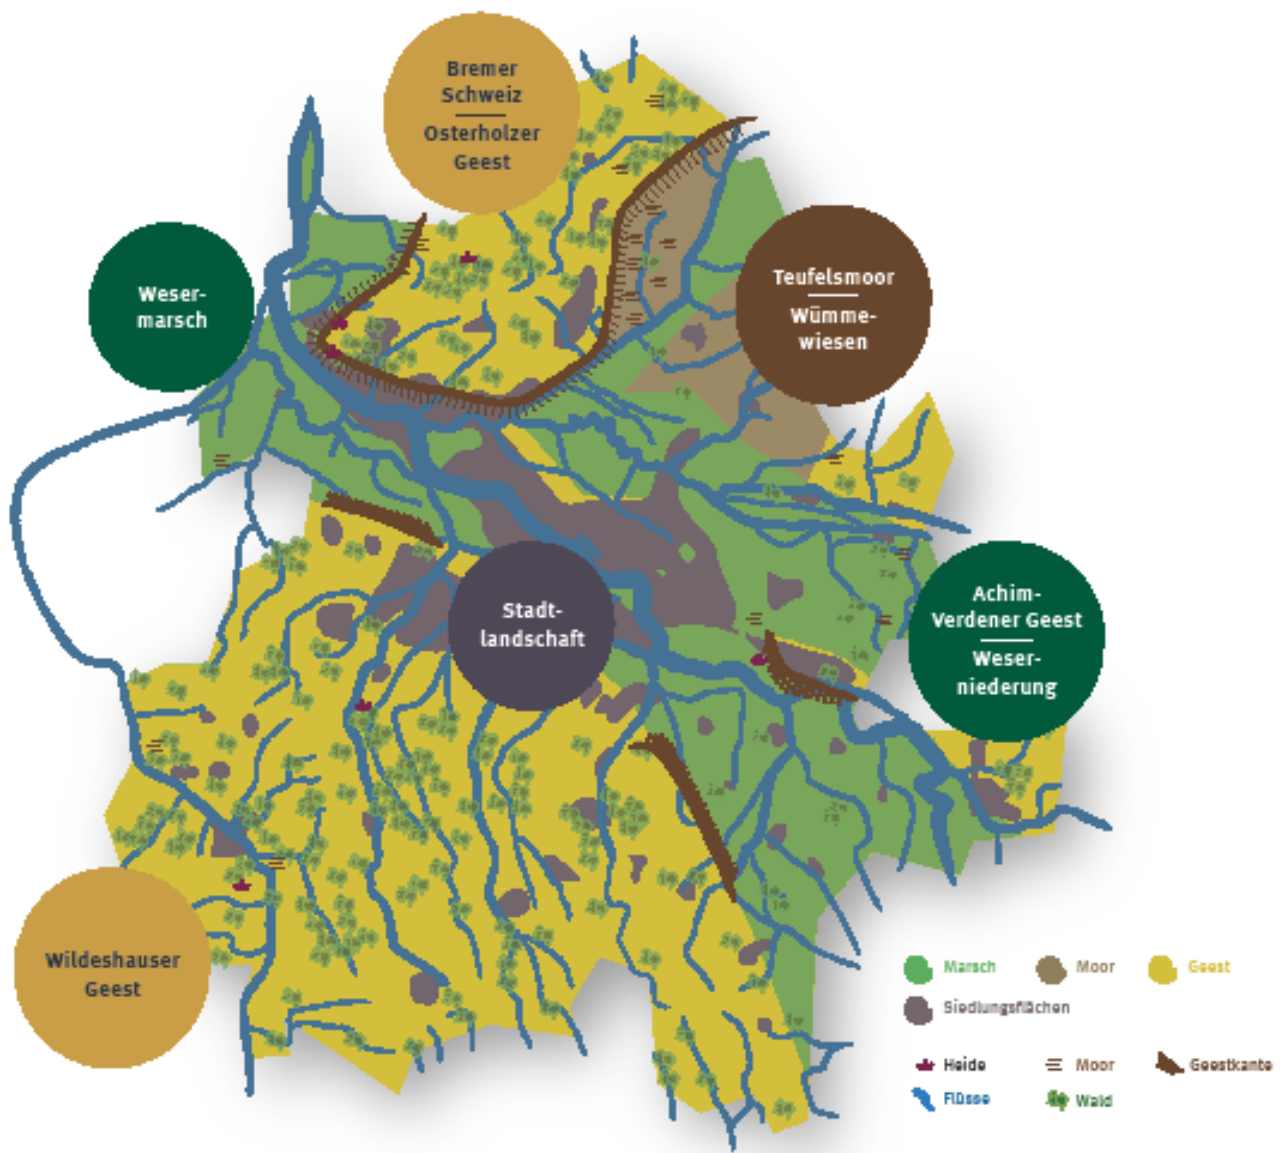 Bremer
Schweiz
Osterholzer
Geest
Weser-
marsch
Teufelsmoor
Wümme-
wiesen
Stadt-
landschaft
Achim-
Verdener Geest
Weser-
niederung
Wildeshauser
Geest
Marsch
Moor
Geest
Siedlungsflächen
Heide
Moor
Geestkante
Flüsse
Wald